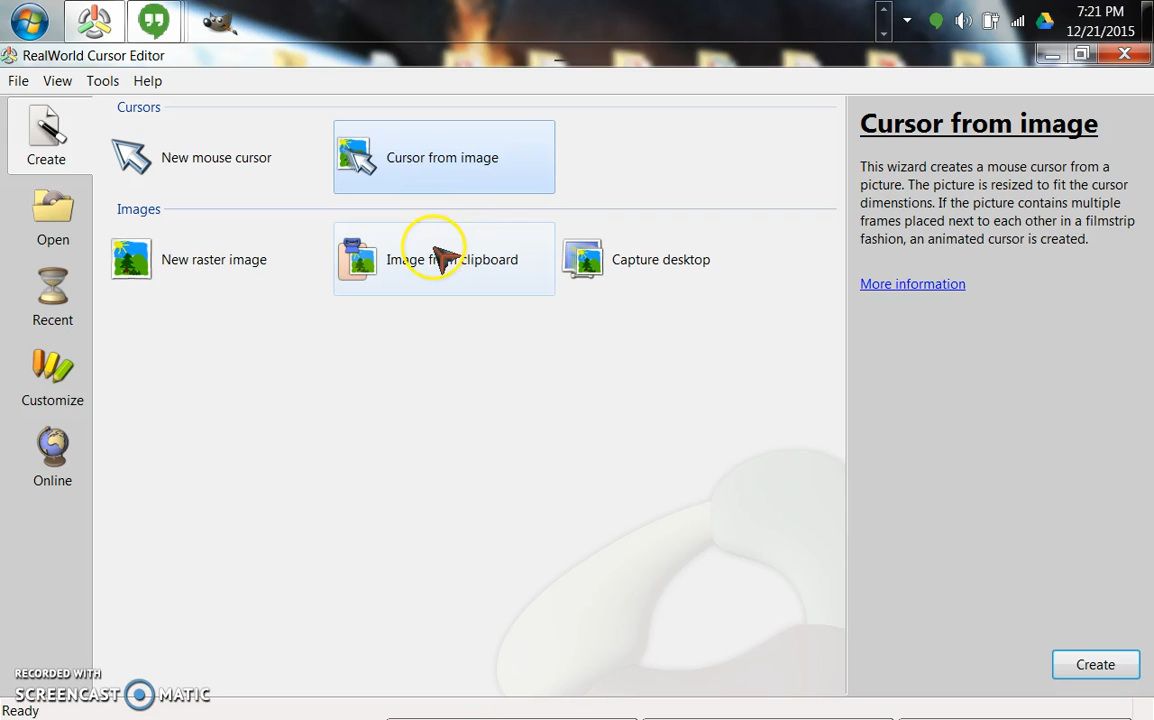 7:21 PM
12/21/2015
RealWorld Cursor Editor
File View Tools Help
Create
Open
Recent
Customize
Online
Cursors
New mouse cursor
Cursor from image
Images
New raster image
Image from clipboard
Capture desktop
Cursor from image
This wizard creates a mouse cursor from a
picture. The picture is resized to fit the cursor
dimenstions. If the picture contains multiple
frames placed next to each other in a filmstrip
fashion, an animated cursor is created.
More information
Create
RECORDED WITH
SCREENCAST MATIC
Ready